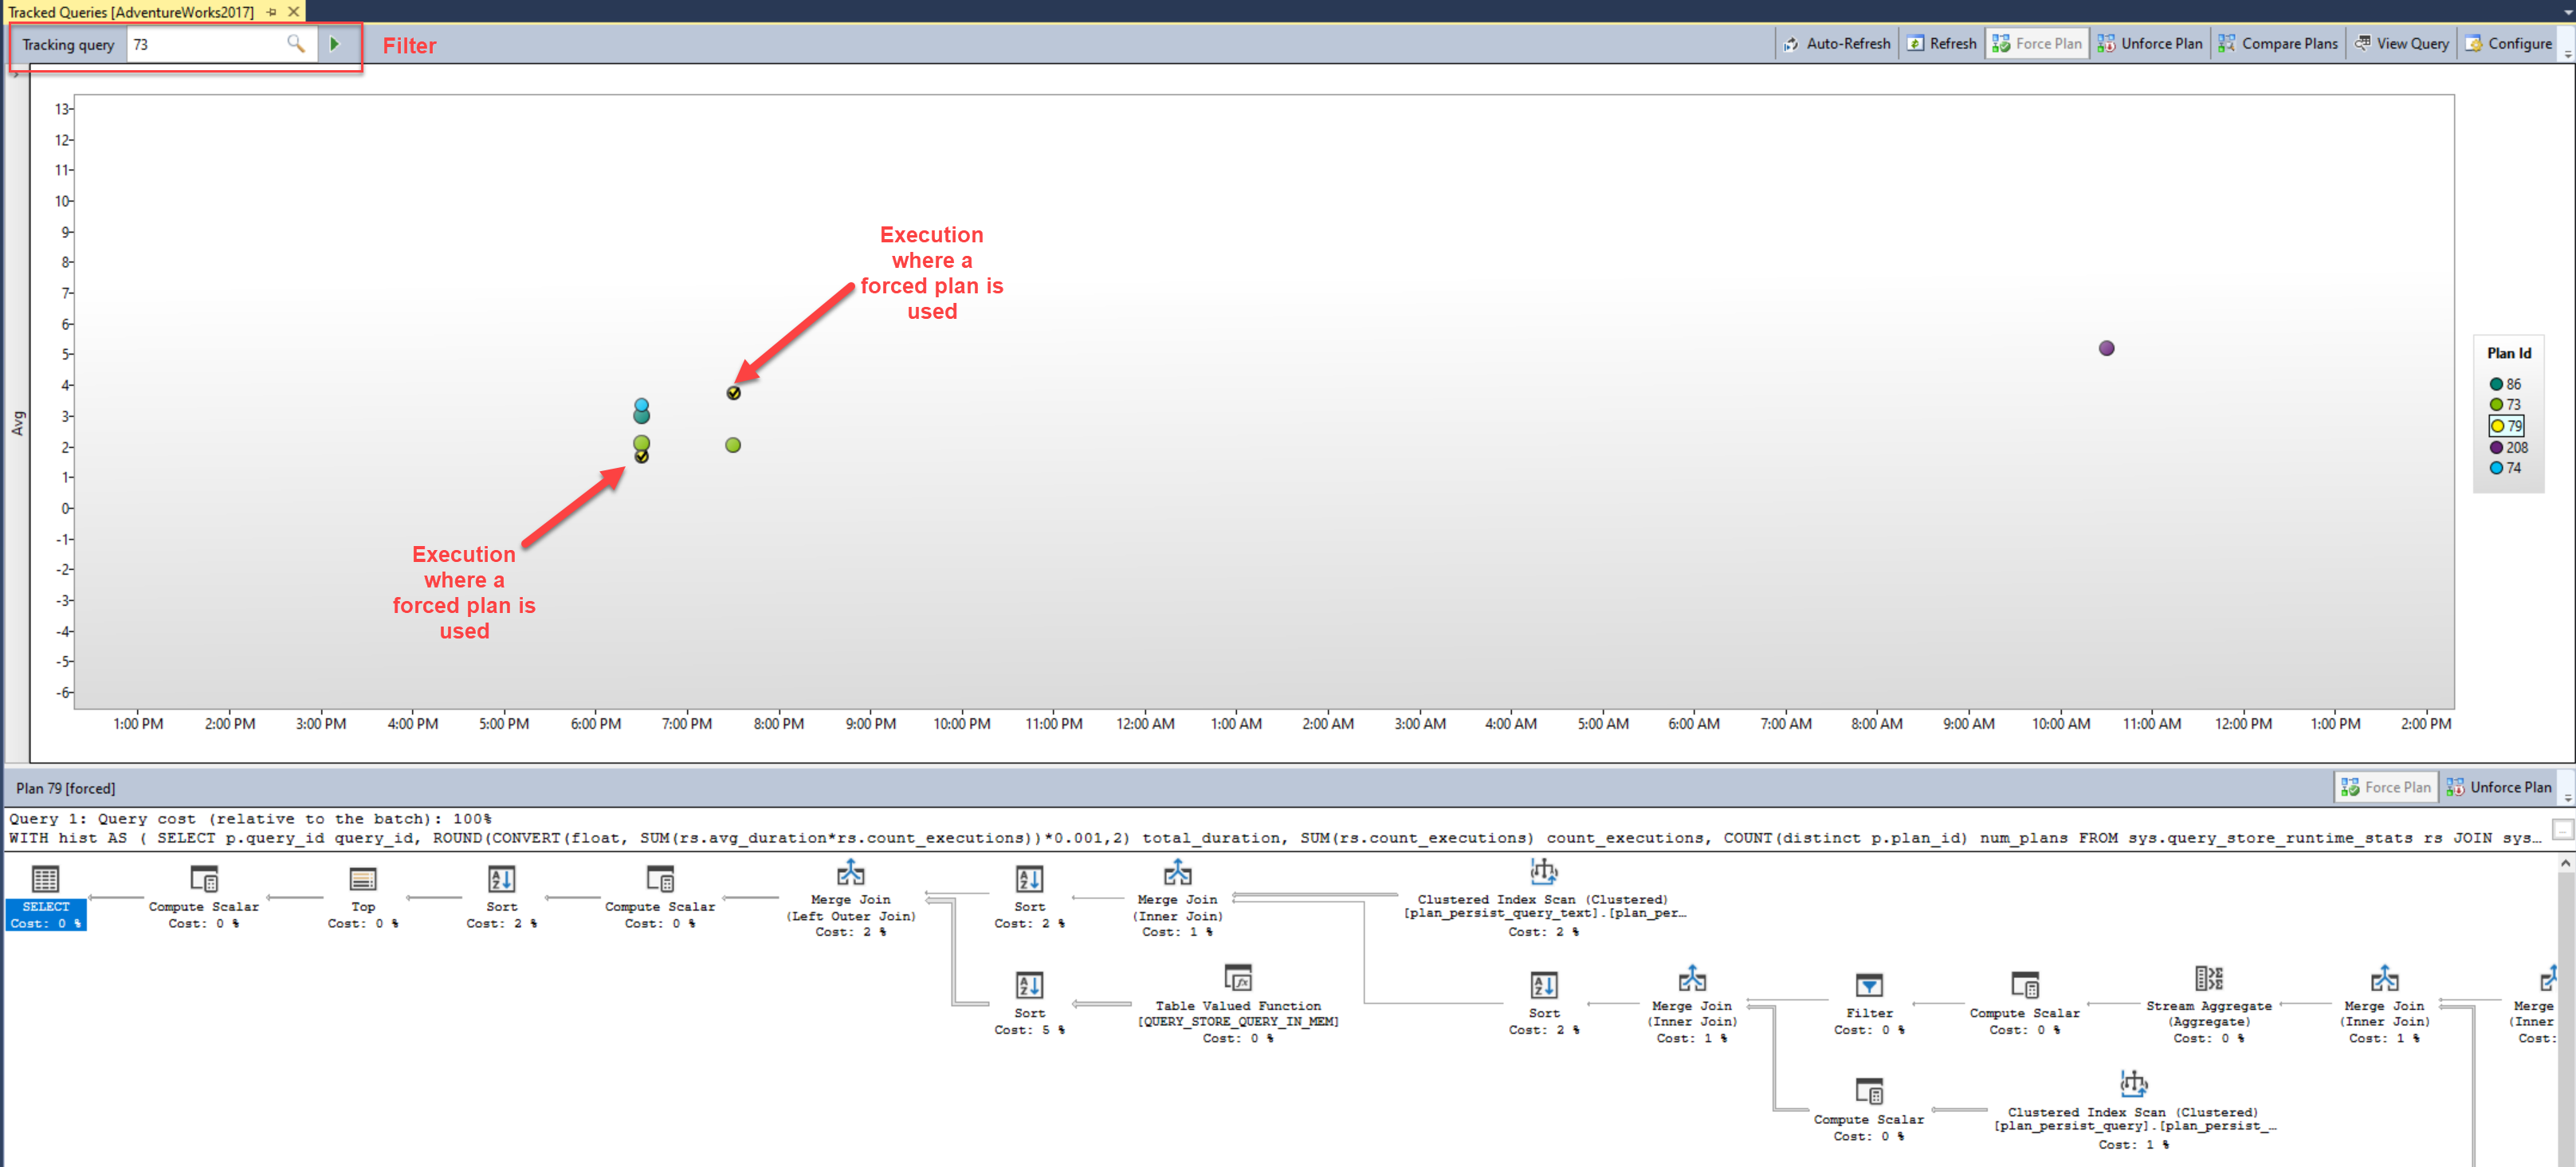 Tracked Queries [AdventureWorks2017]
Tracking query 73 Filter Auto-Refresh Refresh Force Plan Unforce Plan Compare Plans View Query Configure
13
12
11
10
9
8
7
6
5
4
3
2
1
0
-1
-2
-3
-4
-5
-6
Avg
Execution
where a
forced plan is
used
Execution
where a
forced plan is
used
Plan Id
86
73
79
208
74
1:00 PM 2:00 PM 3:00 PM 4:00 PM 5:00 PM 6:00 PM 7:00 PM 8:00 PM 9:00 PM 10:00 PM 11:00 PM 12:00 AM 1:00 AM 2:00 AM 3:00 AM 4:00 AM 5:00 AM 6:00 AM 7:00 AM 8:00 AM 9:00 AM 10:00 AM 11:00 AM 12:00 PM 1:00 PM 2:00 PM
Plan 79 [forced] Force Plan Unforce Plan
Query 1: Query cost (relative to the batch): 100%
WITH hist AS ( SELECT p.query_id query_id, ROUND(CONVERT(float, SUM(rs.avg_duration*rs.count_executions))*0.001,2) total_duration, SUM(rs.count_executions) count_executions, COUNT(distinct p.plan_id) num_plans FROM sys.query_store_runtime_stats rs JOIN sys...
SELECT
Cost: 0 %
Compute Scalar
Cost: 0 %
Top
Cost: 0 %
Sort
Cost: 2 %
Compute Scalar
Cost: 0 %
Merge Join
(Left Outer Join)
Cost: 2 %
Sort
Cost: 2 %
Merge Join
(Inner Join)
Cost: 1 %
Clustered Index Scan (Clustered)
[plan_persist_query_text].[plan_per...
Cost: 2 %
Sort
Cost: 5 %
Table Valued Function
[QUERY_STORE_QUERY_IN_MEM]
Cost: 0 %
Sort
Cost: 2 %
Merge Join
(Inner Join)
Cost: 1 %
Filter
Cost: 0 %
Compute Scalar
Cost: 0 %
Stream Aggregate
(Aggregate)
Cost: 0 %
Merge Join
(Inner Join)
Cost: 1 %
Merge
(Inner
Cost:
Compute Scalar
Cost: 0 %
Clustered Index Scan (Clustered)
[plan_persist_query].[plan_persist_...
Cost: 1 %